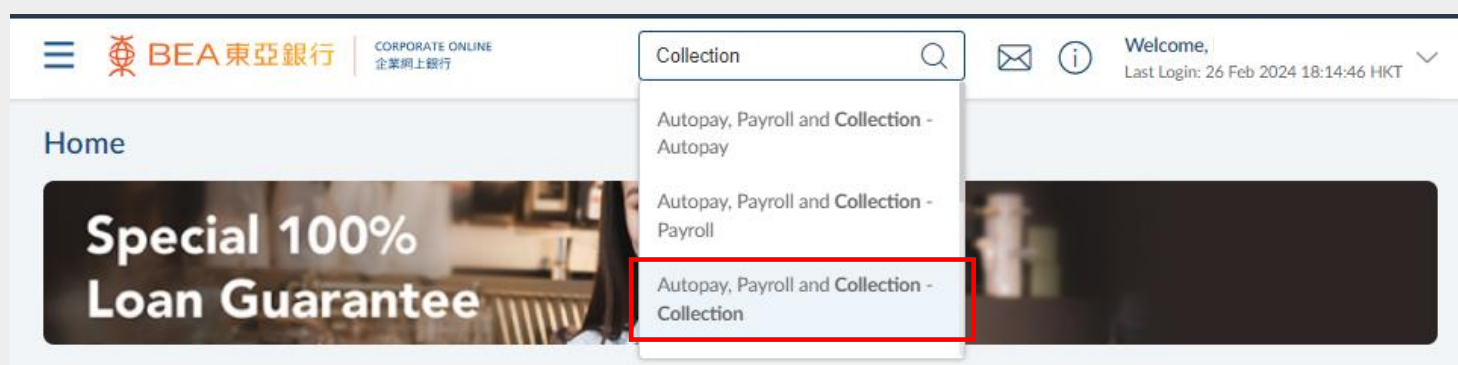 BEA東亞銀行
CORPORATE ONLINE
企業網上銀行
Collection
Welcome,
Last Login: 26 Feb 2024 18:14:46 HKT
Home
Autopay, Payroll and Collection -
Autopay
Autopay, Payroll and Collection -
Payroll
Autopay, Payroll and Collection -
Collection
Special 100%
Loan Guarantee